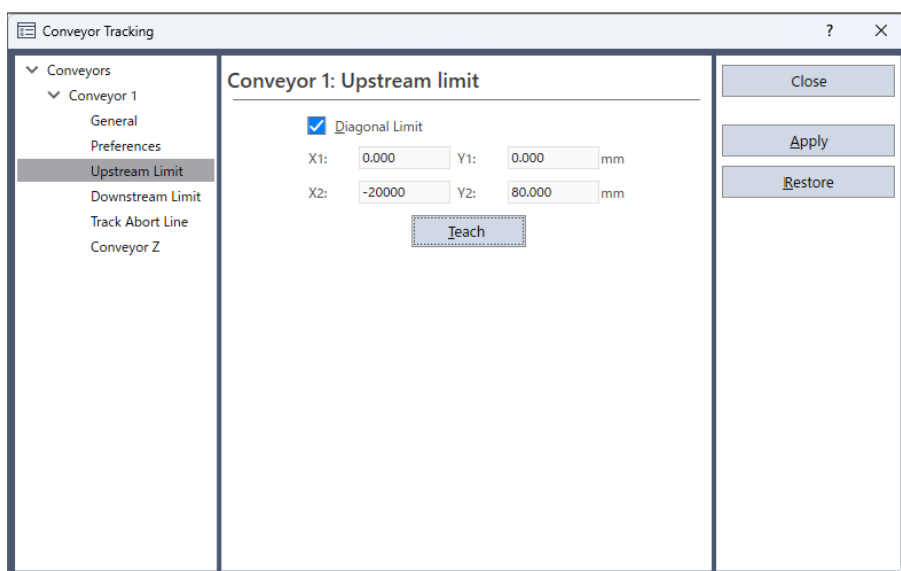 Conveyor Tracking
?
Conveyors
Conveyor 1
General
Preferences
Upstream Limit
Downstream Limit
Track Abort Line
Conveyor Z
Conveyor 1: Upstream limit
Diagonal Limit
X1: 0.000 Y1: 0.000 mm
X2: -20000 Y2: 80.000 mm
Teach
Close
Apply
Restore